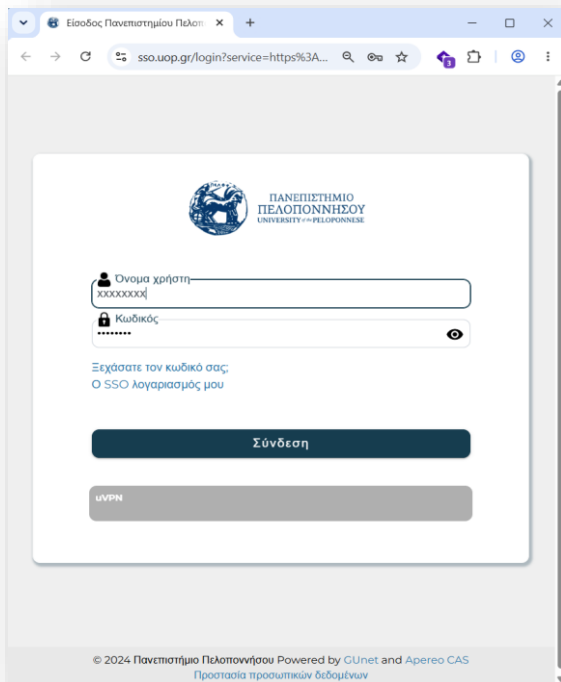 Είσοδος Πανεπιστημίου Πελοπ
sso.uop.gr/login?service=https%3A...
3
ΠΑΝΕΠΙΣΤΗΜΙΟ
ΠΕΛΟΠΟΝΝΗΣΟΥ
UNIVERSITY OF THE PELOPONNESE
Όνομα χρήστη
xxxxxxxx
Κωδικός
••••••••
Ξεχάσατε τον κωδικό σας;
Ο SSO λογαριασμός μου
Σύνδεση
uVPN
© 2024 Πανεπιστήμιο Πελοποννήσου Powered by GUnet and Apereo CAS
Προστασία προσωπικών δεδομένων